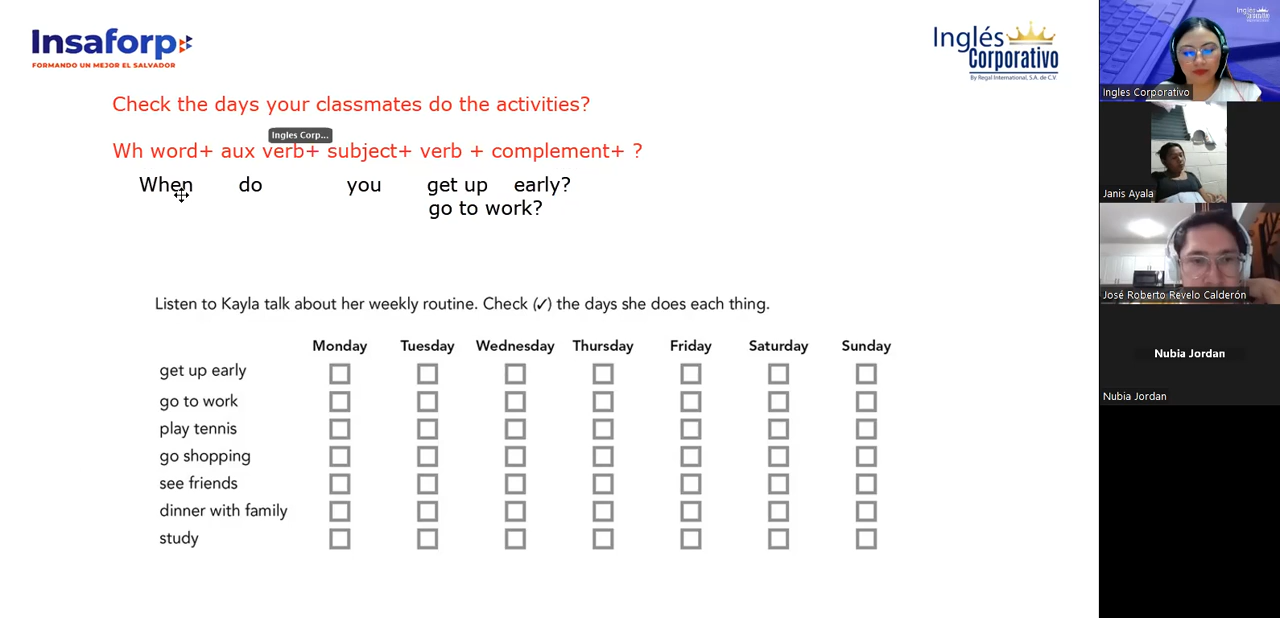 Insaforp
FORMANDO UN MEJOR EL SALVADOR
Inglés
Corporativo
By Regal International, S.A. de C.V.
Check the days your classmates do the activities?
Ingles Corp...
Wh word+ aux verb+ subject+ verb + complement+ ?
When do you get up early?
go to work?
Listen to Kayla talk about her weekly routine. Check (✓) the days she does each thing.
Monday Tuesday Wednesday Thursday Friday Saturday Sunday
get up early
go to work
play tennis
go shopping
see friends
dinner with family
study
Inglés
Ingles Corporativo
Janis Ayala
José Roberto Revelo Calderón
Nubia Jordan
Nubia Jordan